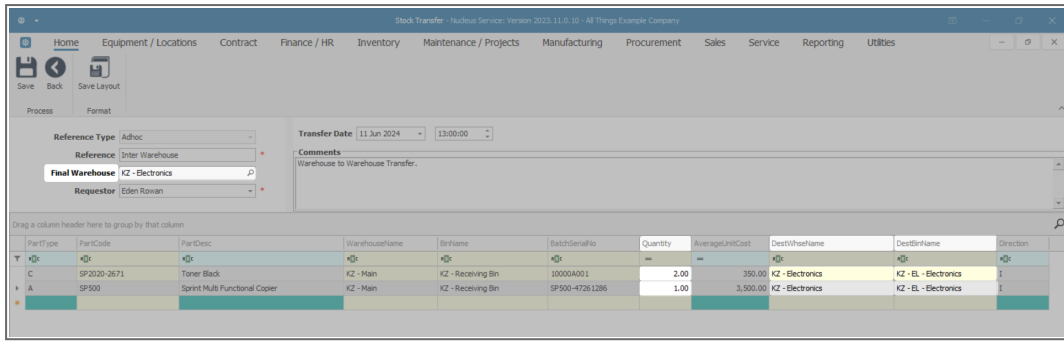 Stock Transfer - Nucleus Service: Version 2023.11.0.10 - All Things Example Company
Home Equipment / Locations Contract Finance / HR Inventory Maintenance / Projects Manufacturing Procurement Sales Service Reporting Utilities
Save Back Save Layout
Process Format
Reference Type Adhoc
Transfer Date 11 Jun 2024 13:00:00
Reference Inter Warehouse *
Comments
Warehouse to Warehouse Transfer.
Final Warehouse KZ - Electronics
Requestor Eden Rowan *
Drag a column header here to group by that column
PartType PartCode PartDesc WarehouseName BinName BatchSerialNo Quantity AverageUnitCost DestWhseName DestBinName Direction
C SP2020-2671 Toner Black KZ - Main KZ - Receiving Bin 10000A001 2.00 350.00 KZ - Electronics KZ - EL - Electronics I
A SP500 Sprint Multi Functional Copier KZ - Main KZ - Receiving Bin SP500-47261286 1.00 3,500.00 KZ - Electronics KZ - EL - Electronics I